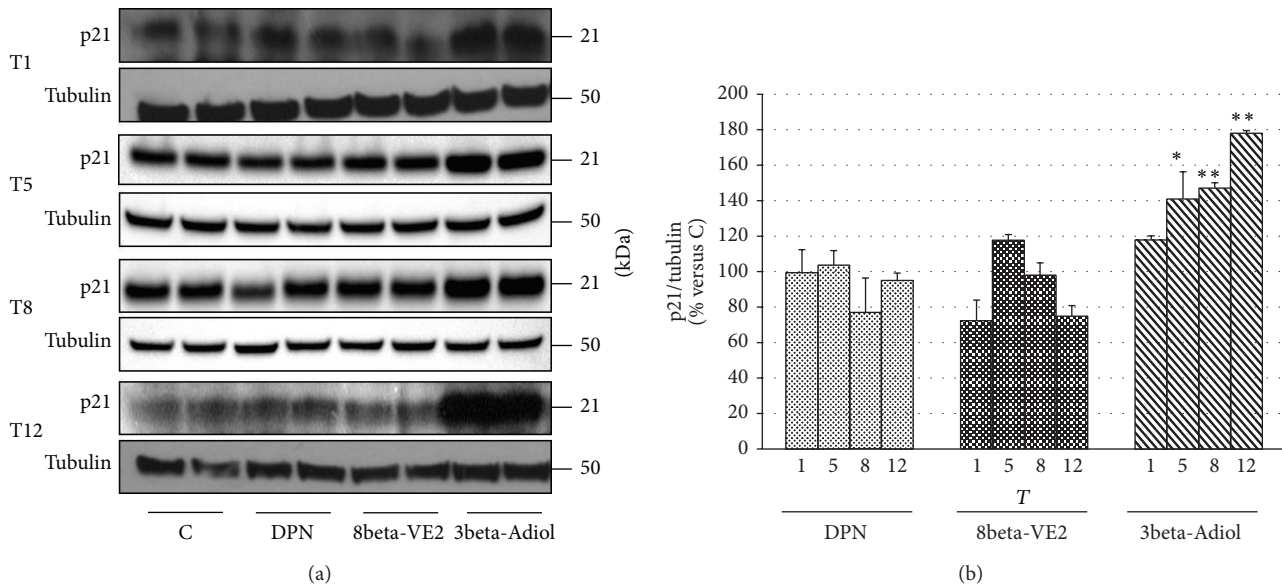 T1
p21
21
Tubulin
50
T5
p21
21
Tubulin
50
T8
p21
21
Tubulin
50
T12
p21
21
Tubulin
50
(kDa)
C DPN 8beta-VE2 3beta-Adiol
(a)
p21/tubulin
(% versus C)
200
180
160
140
120
100
80
60
40
20
0
*
**
**
1 5 8 12 1 5 8 12 1 5 8 12
T
DPN 8beta-VE2 3beta-Adiol
(b)